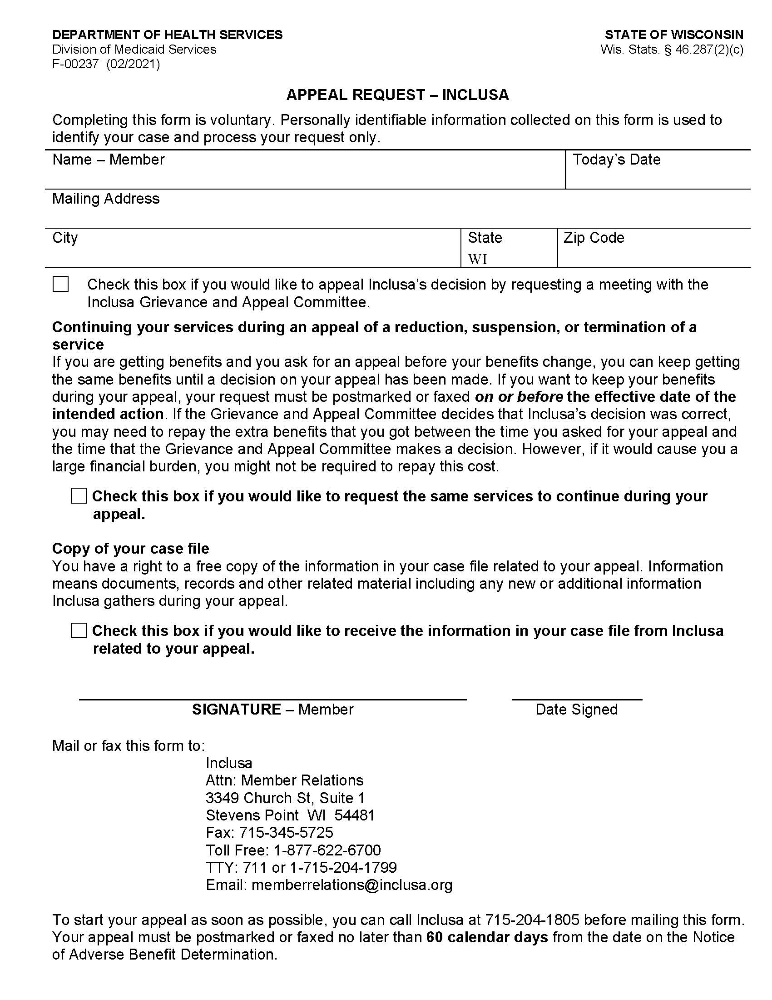 DEPARTMENT OF HEALTH SERVICES
STATE OF WISCONSIN
Division of Medicaid Services
Wis. Stats. § 46.287(2)(c)
F-00237 (02/2021)
APPEAL REQUEST – INCLUSA
Completing this form is voluntary. Personally identifiable information collected on this form is used to
identify your case and process your request only.
Name – Member
Today’s Date
Mailing Address
City
State
Zip Code
WI
Check this box if you would like to appeal Inclusa’s decision by requesting a meeting with the
Inclusa Grievance and Appeal Committee.
Continuing your services during an appeal of a reduction, suspension, or termination of a
service
If you are getting benefits and you ask for an appeal before your benefits change, you can keep getting
the same benefits until a decision on your appeal has been made. If you want to keep your benefits
during your appeal, your request must be postmarked or faxed on or before the effective date of the
intended action. If the Grievance and Appeal Committee decides that Inclusa’s decision was correct,
you may need to repay the extra benefits that you got between the time you asked for your appeal and
the time that the Grievance and Appeal Committee makes a decision. However, if it would cause you a
large financial burden, you might not be required to repay this cost.
Check this box if you would like to request the same services to continue during your
appeal.
Copy of your case file
You have a right to a free copy of the information in your case file related to your appeal. Information
means documents, records and other related material including any new or additional information
Inclusa gathers during your appeal.
Check this box if you would like to receive the information in your case file from Inclusa
related to your appeal.
SIGNATURE – Member
Date Signed
Mail or fax this form to:
Inclusa
Attn: Member Relations
3349 Church St, Suite 1
Stevens Point WI 54481
Fax: 715-345-5725
Toll Free: 1-877-622-6700
TTY: 711 or 1-715-204-1799
Email: memberrelations@inclusa.org
To start your appeal as soon as possible, you can call Inclusa at 715-204-1805 before mailing this form.
Your appeal must be postmarked or faxed no later than 60 calendar days from the date on the Notice
of Adverse Benefit Determination.